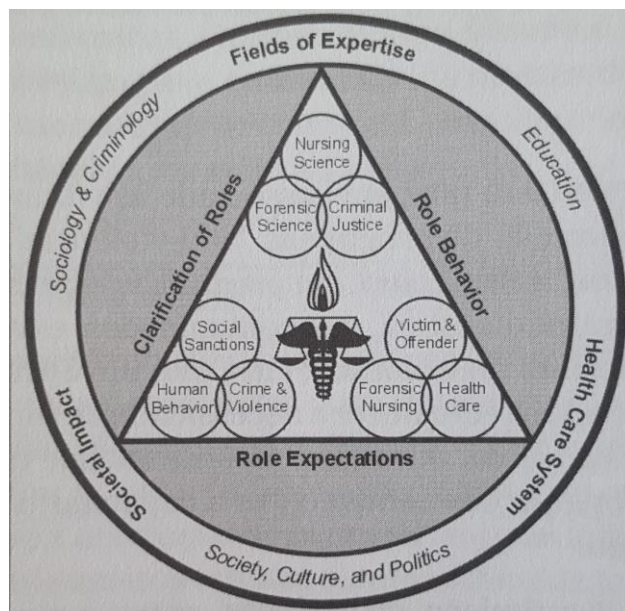 Fields of Expertise
Sociology & Criminology
Education
Clarification of Roles
Role Behavior
Nursing
Science
Forensic
Science
Criminal
Justice
Social
Sanctions
Human
Behavior
Crime &
Violence
Victim &
Offender
Forensic
Nursing
Health
Care
Role Expectations
Societal Impact
Health Care System
Society, Culture, and Politics